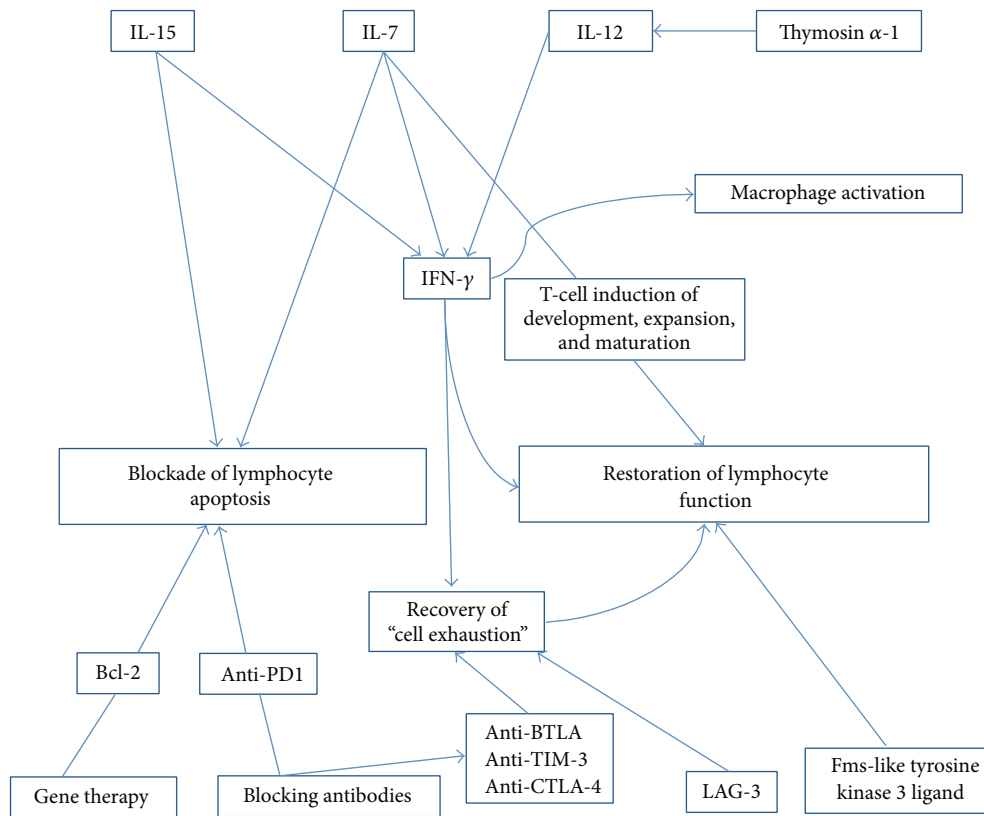 IL-15
IL-7
IL-12
Thymosin α-1
Macrophage activation
IFN-γ
T-cell induction of
development, expansion,
and maturation
Blockade of lymphocyte
apoptosis
Restoration of lymphocyte
function
Recovery of
“cell exhaustion”
Bcl-2
Anti-PD1
Anti-BTLA
Anti-TIM-3
Anti-CTLA-4
Gene therapy
Blocking antibodies
LAG-3
Fms-like tyrosine
kinase 3 ligand